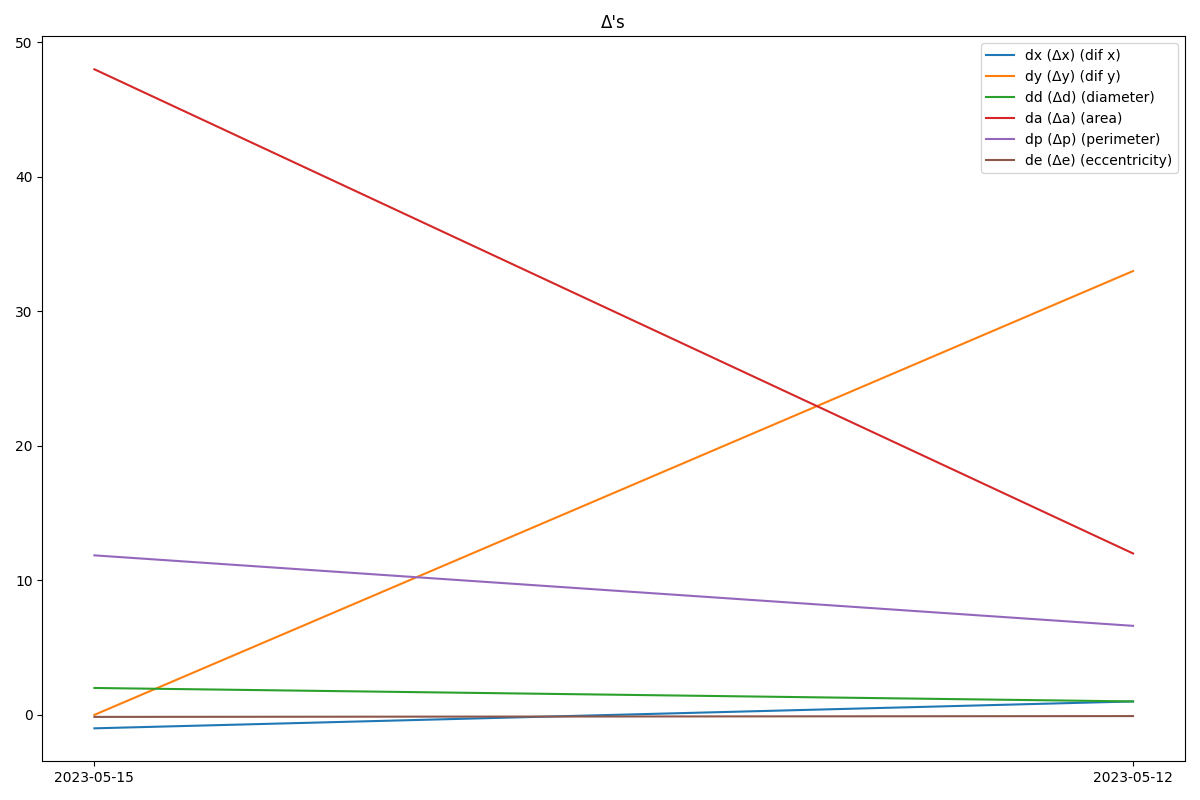 Δ's
50
40
30
20
10
0
dx (Δx) (dif x)
dy (Δy) (dif y)
dd (Δd) (diameter)
da (Δa) (area)
dp (Δp) (perimeter)
de (Δe) (eccentricity)
2023-05-15
2023-05-12